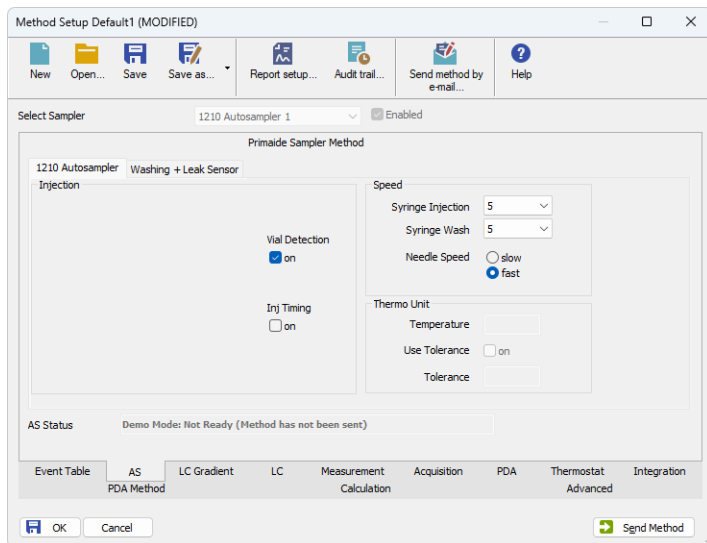 Method Setup Default1 (MODIFIED)
New Open... Save Save as... Report setup... Audit trail... Send method by e-mail... Help
Select Sampler 1210 Autosampler 1 Enabled
Primaide Sampler Method
1210 Autosampler Washing + Leak Sensor
Injection
Vial Detection
on
Inj Timing
on
Speed
Syringe Injection 5
Syringe Wash 5
Needle Speed slow
fast
Thermo Unit
Temperature
Use Tolerance on
Tolerance
AS Status Demo Mode: Not Ready (Method has not been sent)
Event Table AS LC Gradient LC Measurement Acquisition PDA Thermostat Integration
PDA Method Calculation Advanced
OK Cancel Send Method